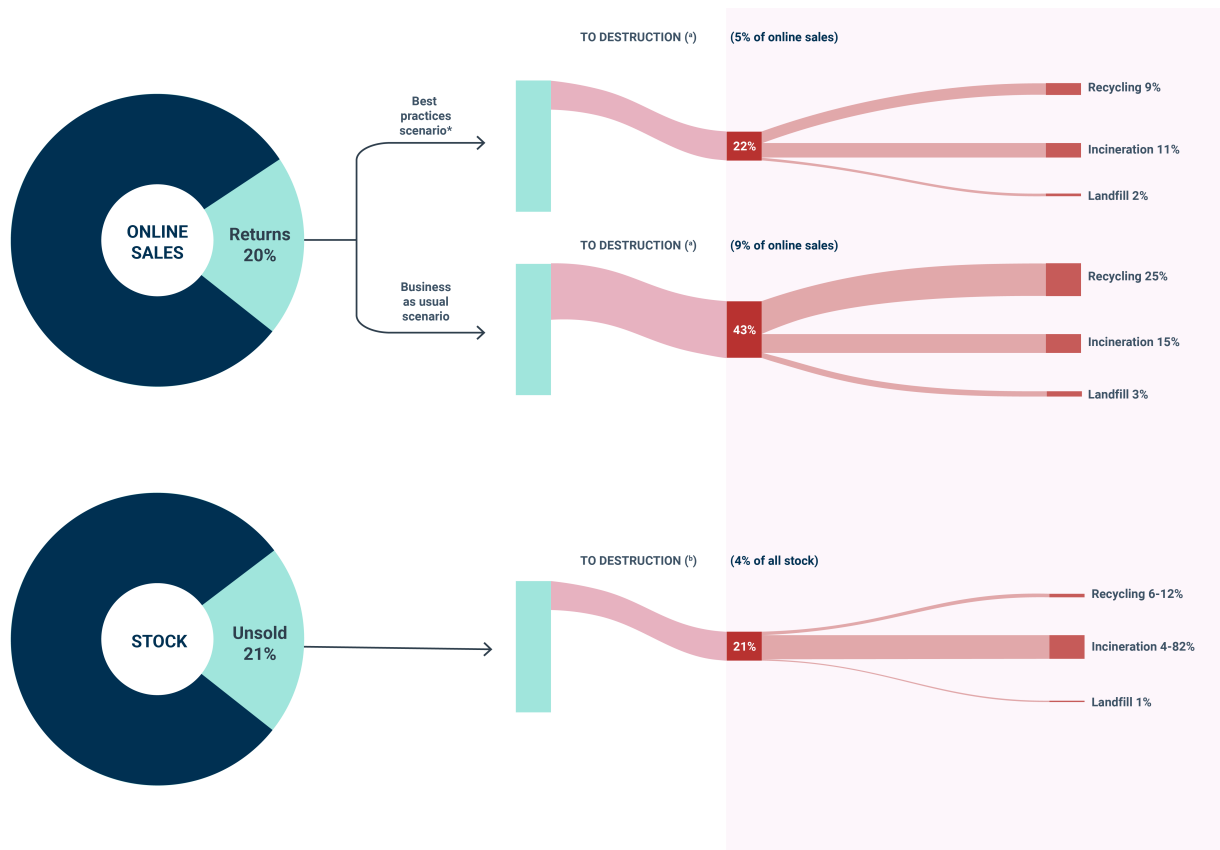 ONLINE
SALES
Returns
20%
Best
practices
scenario*
Business
as usual
scenario
TO DESTRUCTION (ª) (5% of online sales)
22%
Recycling 9%
Incineration 11%
Landfill 2%
TO DESTRUCTION (ª) (9% of online sales)
43%
Recycling 25%
Incineration 15%
Landfill 3%
STOCK
Unsold
21%
TO DESTRUCTION (ᵇ) (4% of all stock)
21%
Recycling 6-12%
Incineration 4-82%
Landfill 1%